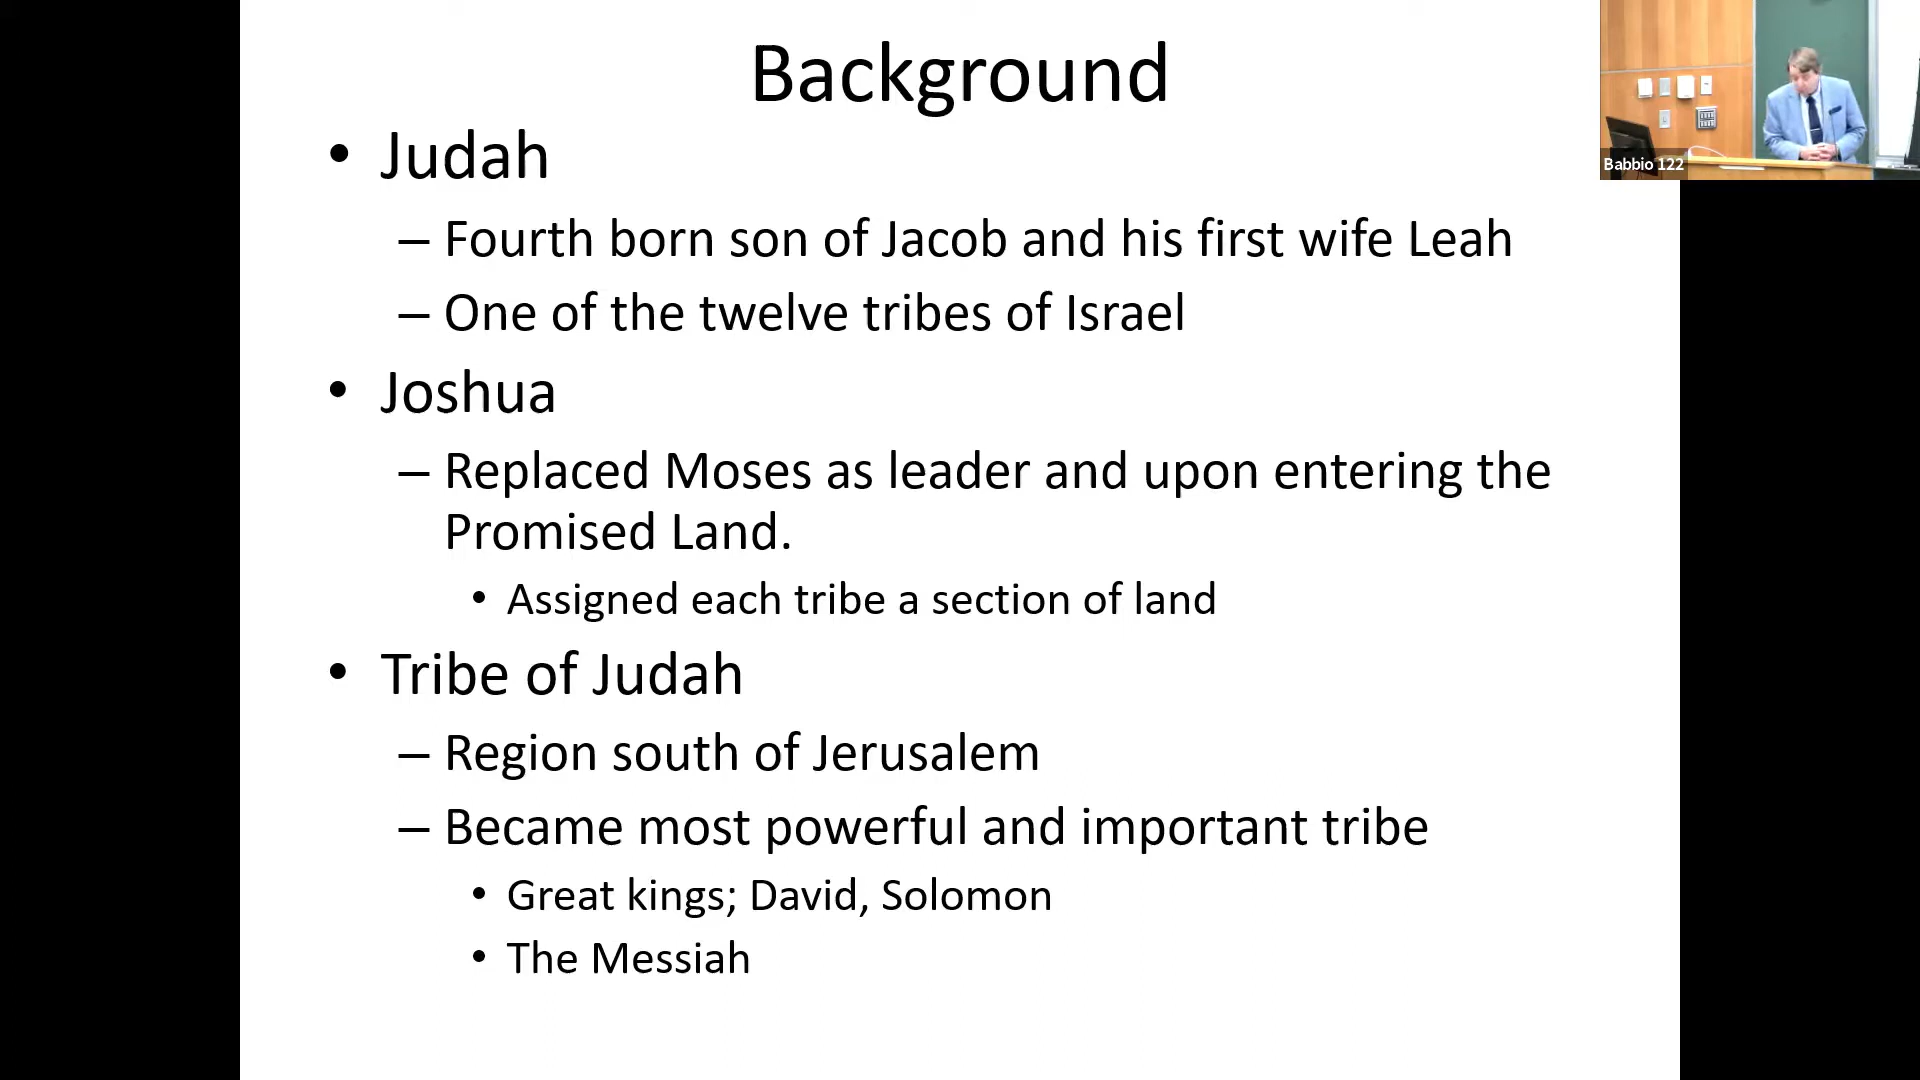 Background
• Judah
– Fourth born son of Jacob and his first wife Leah
– One of the twelve tribes of Israel
• Joshua
– Replaced Moses as leader and upon entering the
Promised Land.
• Assigned each tribe a section of land
• Tribe of Judah
– Region south of Jerusalem
– Became most powerful and important tribe
• Great kings; David, Solomon
• The Messiah
Babbio 122